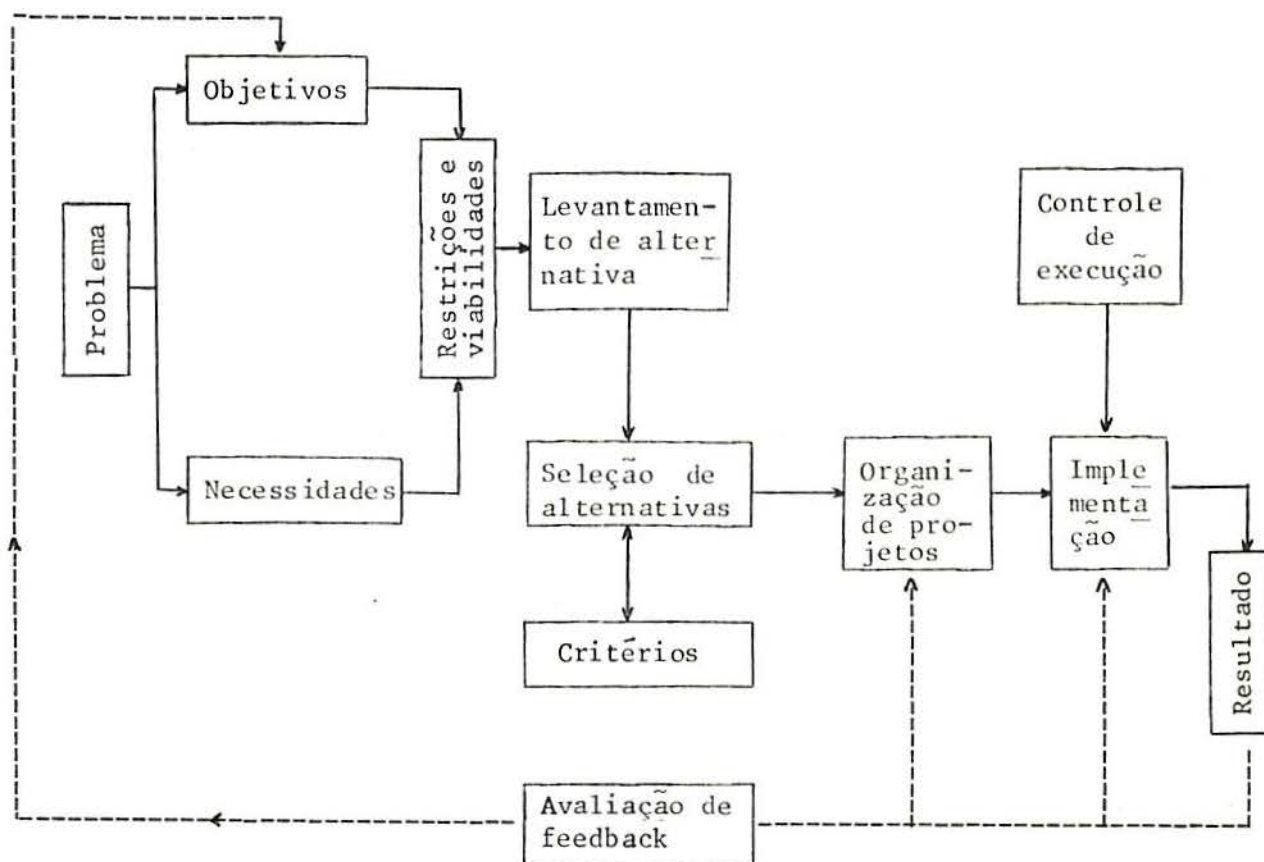 Objetivos
Problema
Necessidades
Restrições e
viabilidades
Levantamen-
to de alter
nativa
Controle
de
execução
Seleção de
alternativas
Organi-
zação
de pro-
jetos
Imple
menta
ção
Critérios
Resultado
Avaliação de
feedback